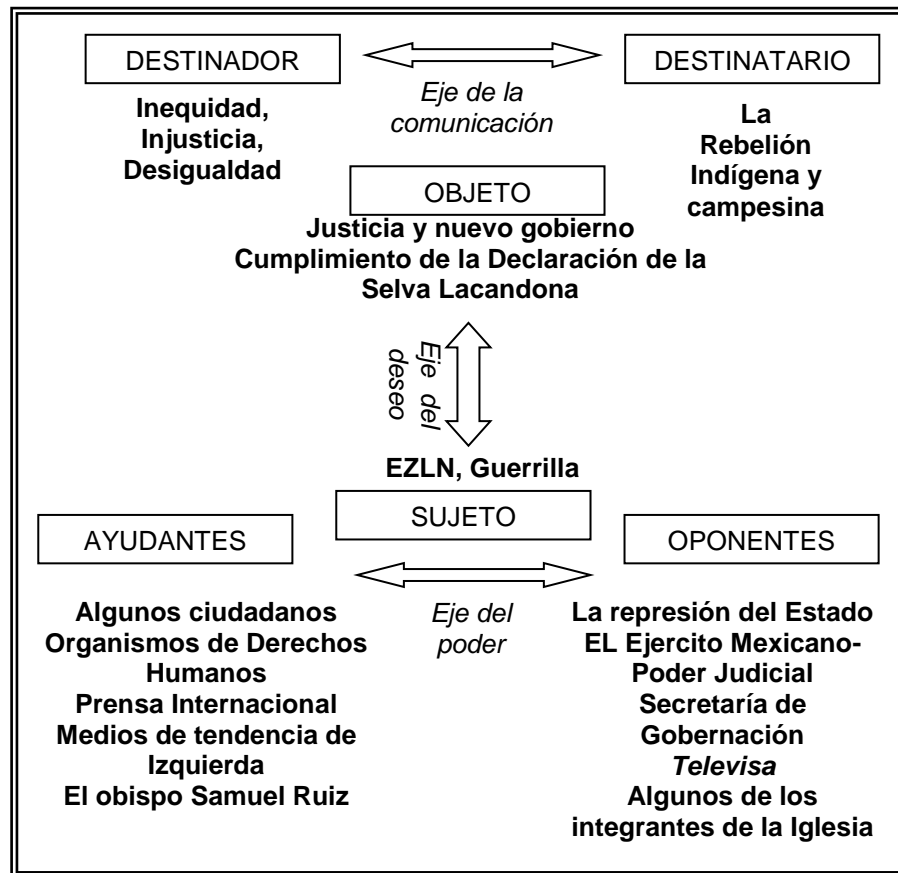 DESTINADOR
Eje de la
comunicación
DESTINATARIO
Inequidad,
Injusticia,
Desigualdad
La
Rebelión
Indígena y
campesina
OBJETO
Justicia y nuevo gobierno
Cumplimiento de la Declaración de la
Selva Lacandona
Eje del
deseo
EZLN, Guerrilla
SUJETO
AYUDANTES
Eje del
poder
OPONENTES
Algunos ciudadanos
Organismos de Derechos
Humanos
Prensa Internacional
Medios de tendencia de
Izquierda
El obispo Samuel Ruiz
La represión del Estado
EL Ejercito Mexicano-
Poder Judicial
Secretaría de
Gobernación
Televisa
Algunos de los
integrantes de la Iglesia